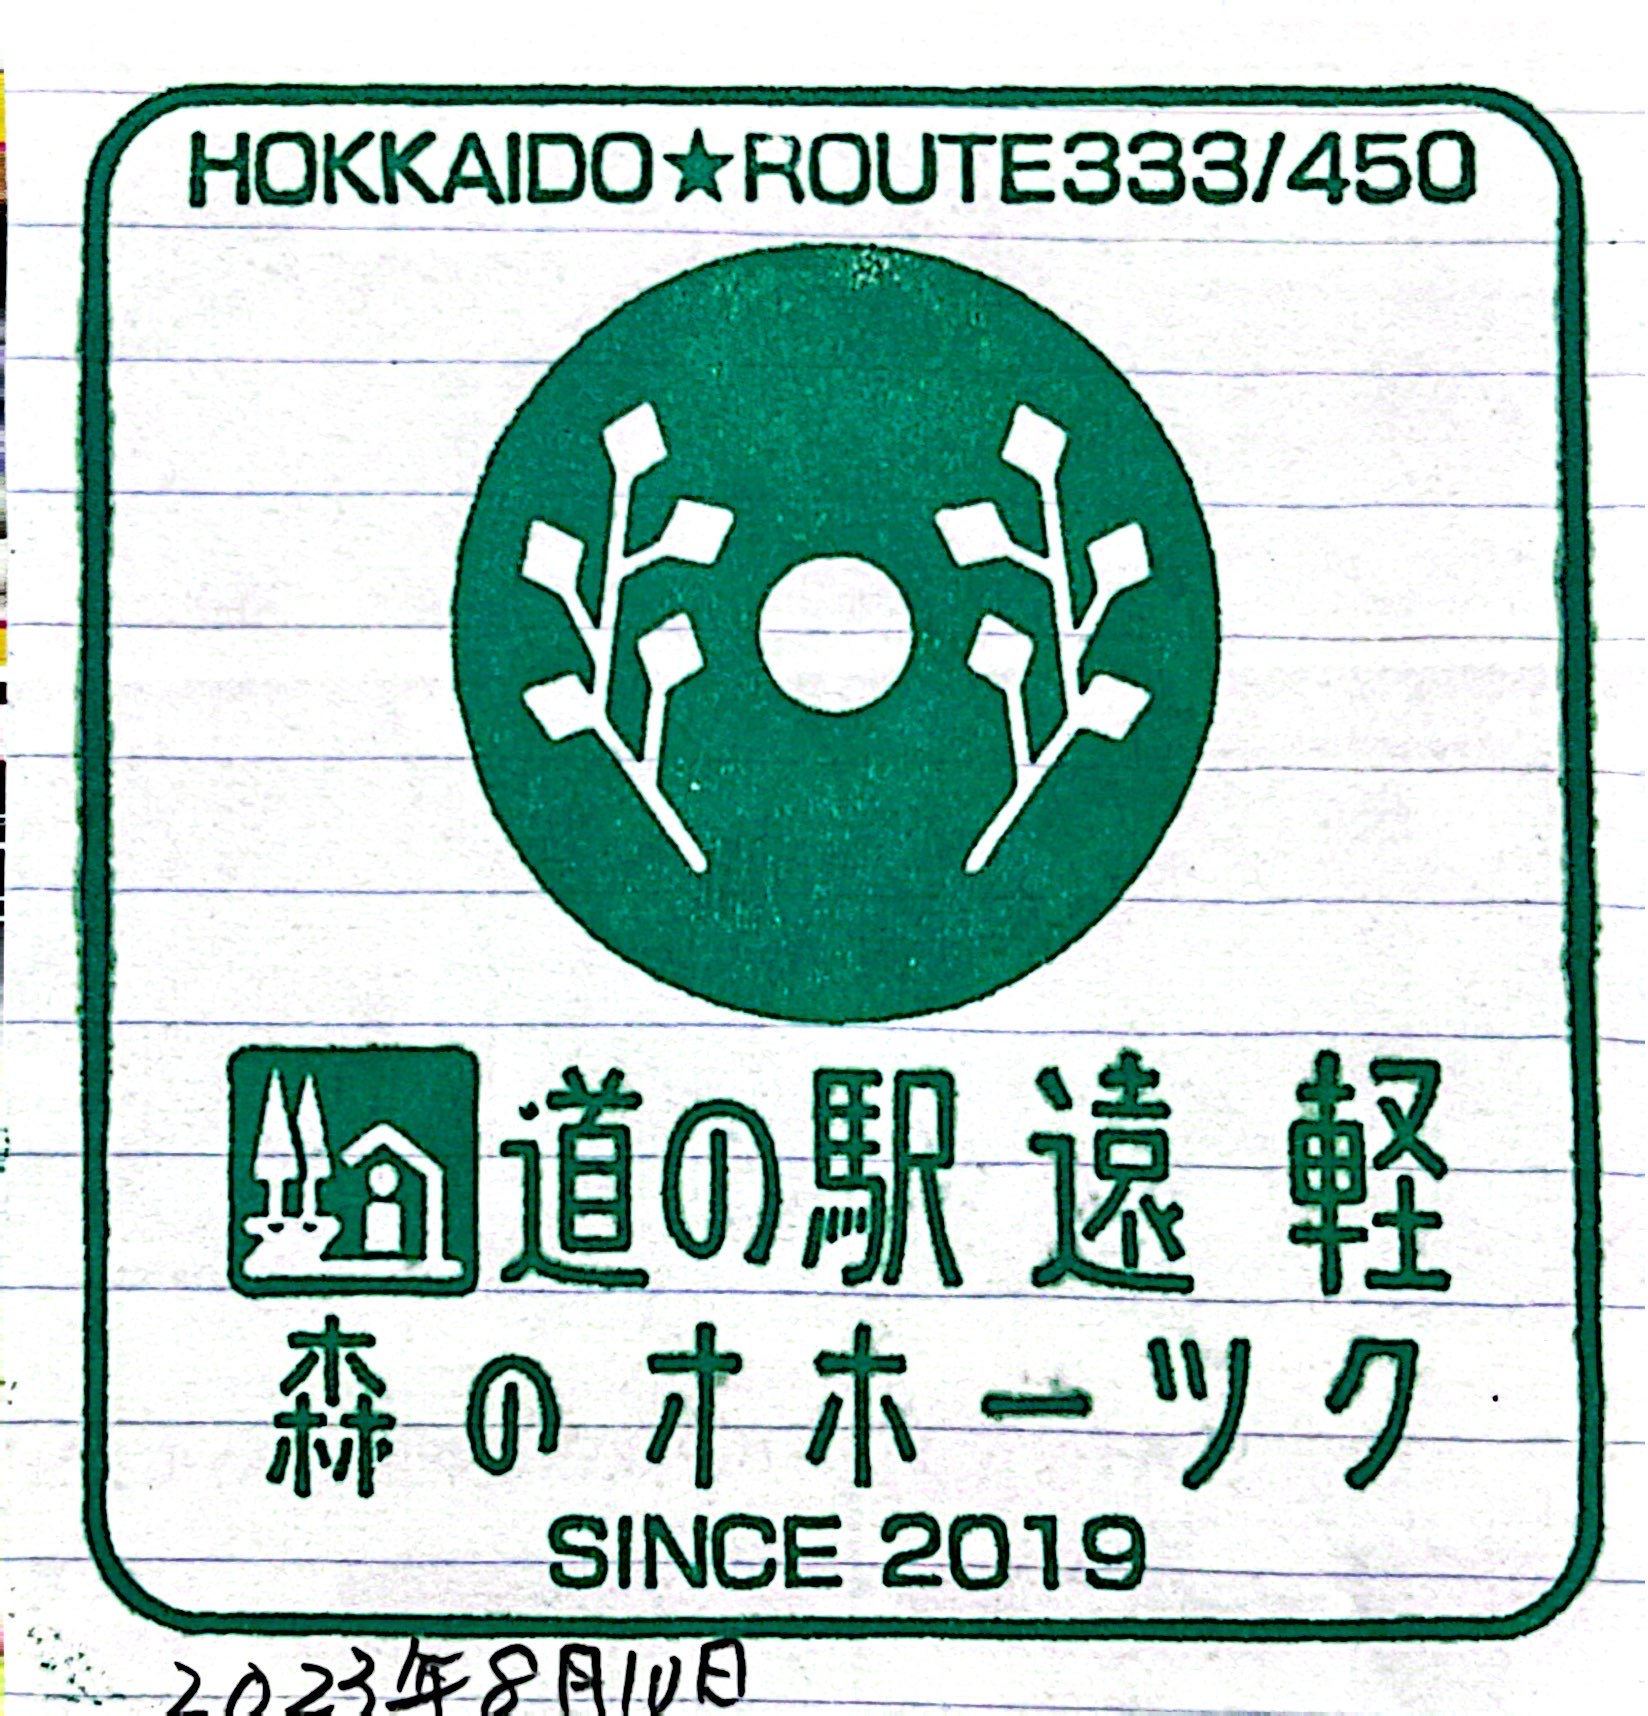 HOKKAIDO★ROUTE333/450
道の駅 遠軽
森のオホーツク
SINCE 2019
2023年8月10日